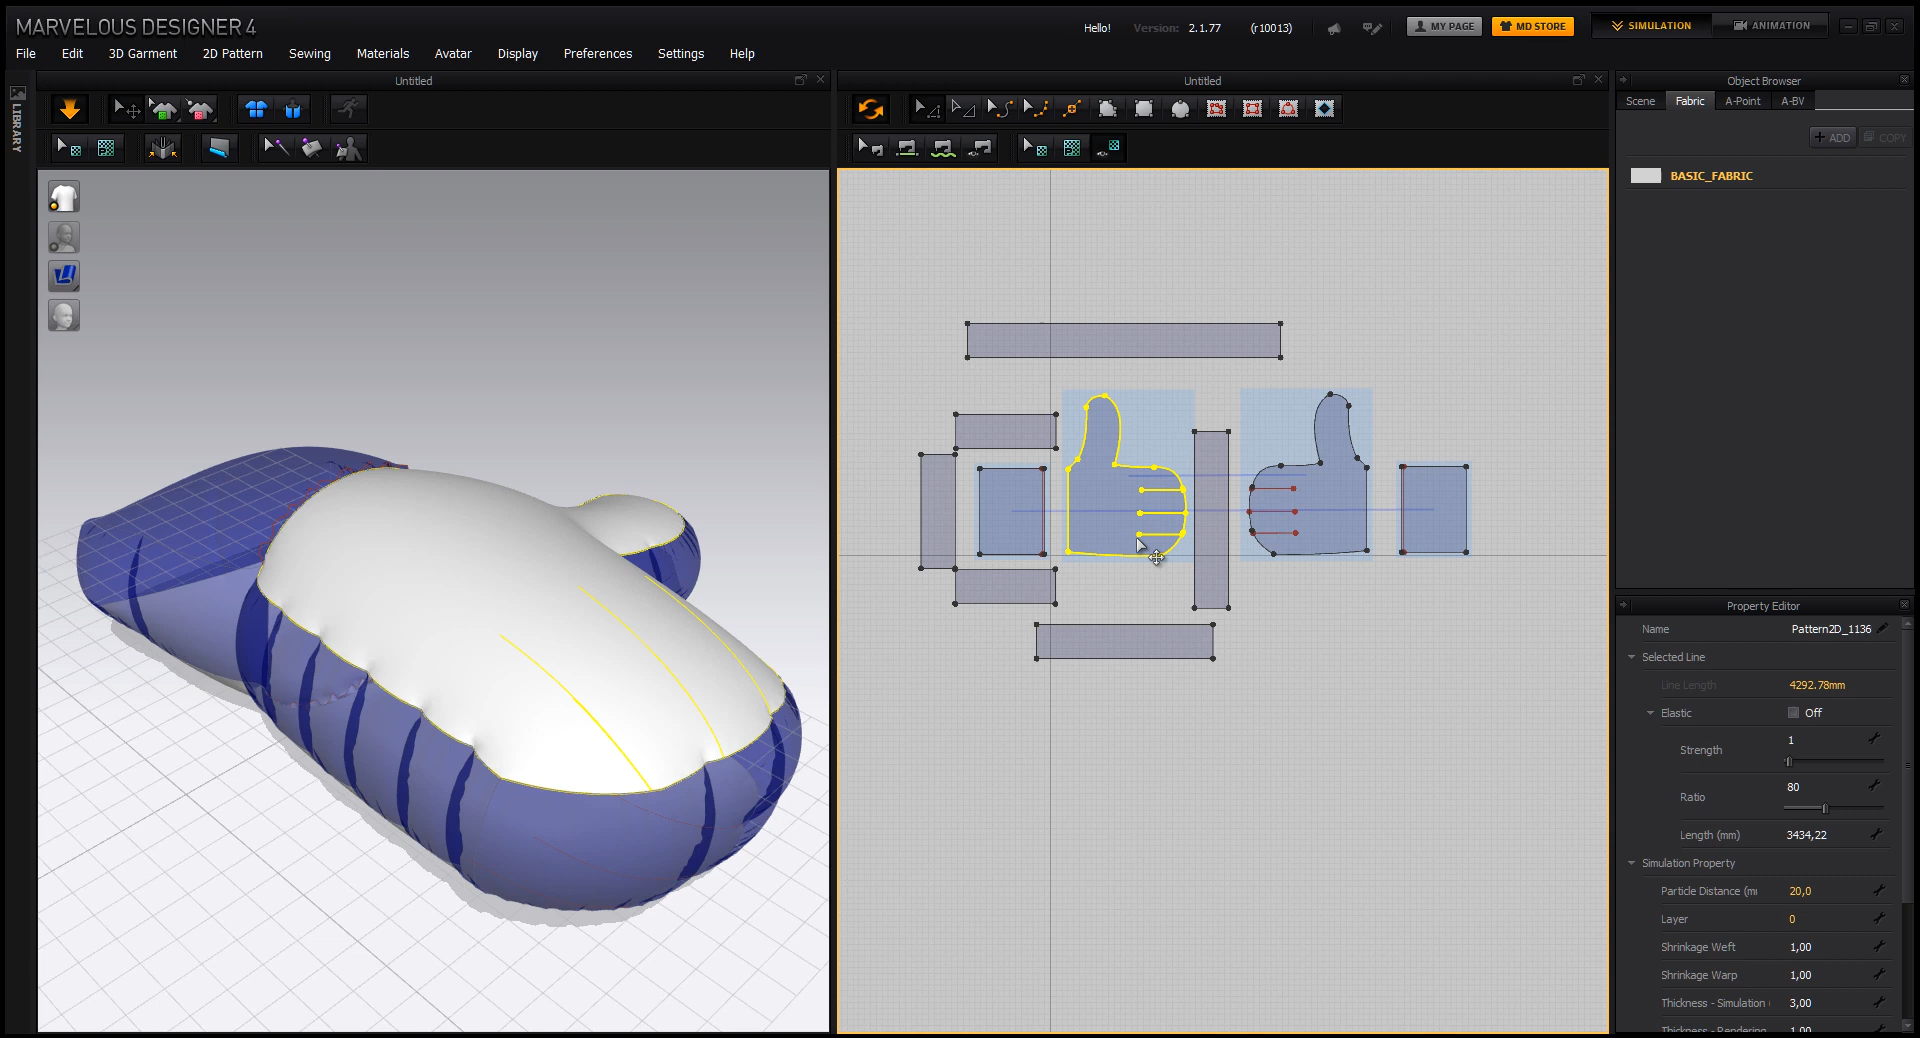 MARVELOUS DESIGNER 4
Hello! Version: 2.1.77 (r10013) MY PAGE MD STORE SIMULATION ANIMATION
File Edit 3D Garment 2D Pattern Sewing Materials Avatar Display Preferences Settings Help
Untitled Untitled Object Browser
LIBRARY
Scene Fabric A-Point A-BV
+ ADD COPY
BASIC_FABRIC
Property Editor
Name Pattern2D_1136
Selected Line
Line Length 4292.78mm
Elastic Off
Strength 1
Ratio 80
Length (mm) 3434,22
Simulation Property
Particle Distance (m 20,0
Layer 0
Shrinkage Weft 1,00
Shrinkage Warp 1,00
Thickness - Simulation 3,00
Thickness - Rendering 1,00